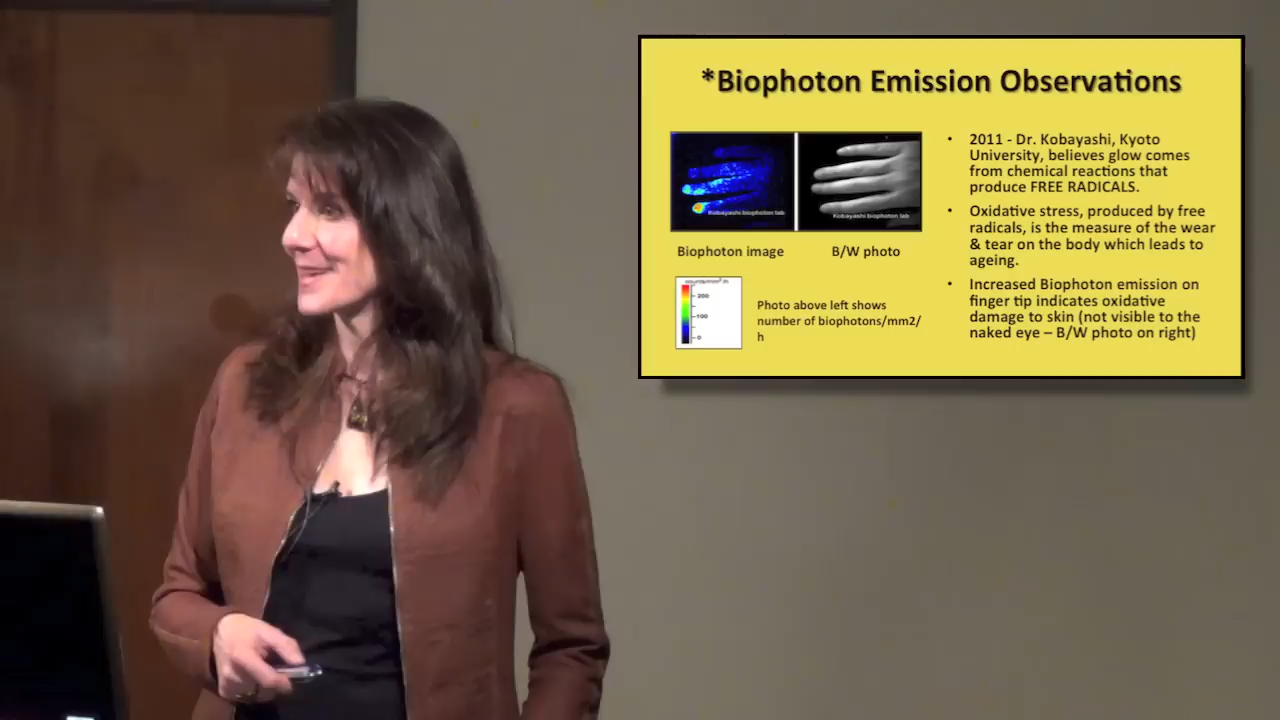 *Biophoton Emission Observations
Kobayashi biophoton lab
Kobayashi biophoton lab
Biophoton image
B/W photo
counts/mm²/h
200
100
0
Photo above left shows
number of biophotons/mm2/
h
• 2011 - Dr. Kobayashi, Kyoto
University, believes glow comes
from chemical reactions that
produce FREE RADICALS.
• Oxidative stress, produced by free
radicals, is the measure of the wear
& tear on the body which leads to
ageing.
• Increased Biophoton emission on
finger tip indicates oxidative
damage to skin (not visible to the
naked eye – B/W photo on right)